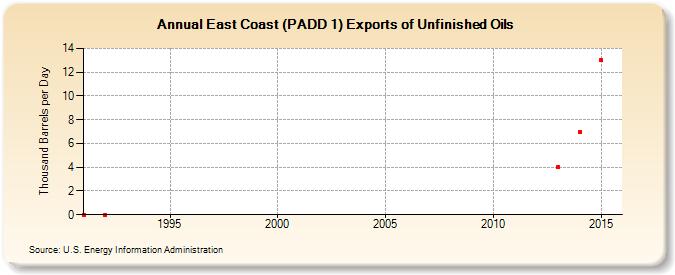 Annual East Coast (PADD 1) Exports of Unfinished Oils
Thousand Barrels per Day
14
12
10
8
6
4
2
0
1995 2000 2005 2010 2015
Source: U.S. Energy Information Administration